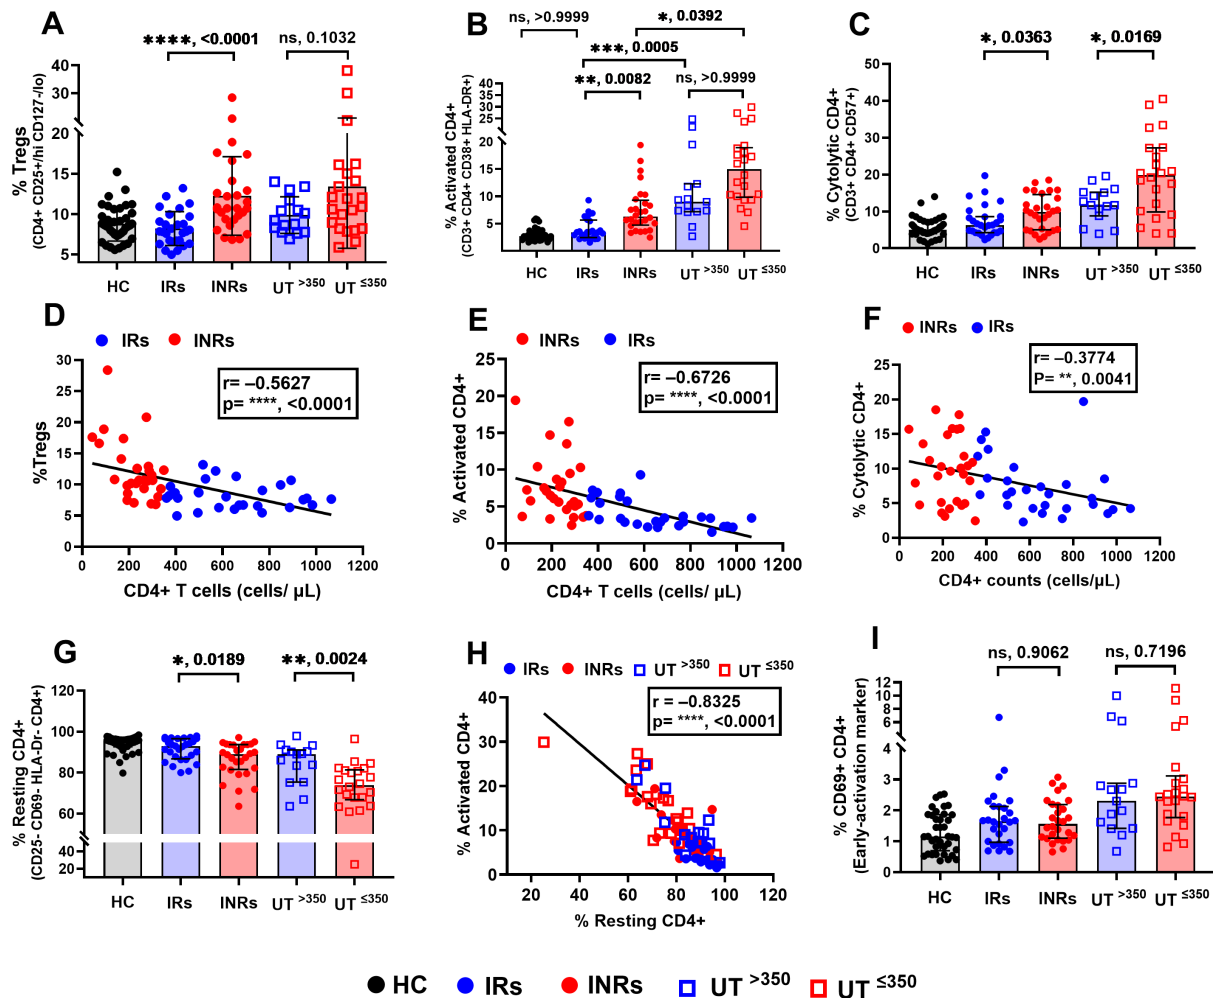 A
****, <0.0001
ns, 0.1032
% Tregs
(CD4+ CD25+/hi CD127-/lo)
40
30
20
15
10
5
HC
IRs
INRs
UT >350
UT ≤350
B
ns, >0.9999
*, 0.0392
***, 0.0005
**, 0.0082
ns, >0.9999
% Activated CD4+
(CD3+ CD4+ CD38+ HLA-DR+)
40
35
30
25
20
15
10
5
HC
IRs
INRs
UT >350
UT ≤350
C
*, 0.0363
*, 0.0169
% Cytolytic CD4+
(CD3+ CD4+ CD57+)
50
40
30
20
10
0
HC
IRs
INRs
UT >350
UT ≤350
D
IRs
INRs
r= –0.5627
p= ****, <0.0001
%Tregs
30
25
20
15
10
5
0
0
200
400
600
800
1000
1200
CD4+ T cells (cells/ µL)
E
INRs
IRs
r= –0.6726
p= ****, <0.0001
% Activated CD4+
25
20
15
10
5
0
0
200
400
600
800
1000
1200
CD4+ T cells (cells/ µL)
F
INRs
IRs
r= –0.3774
P= **, 0.0041
% Cytolytic CD4+
25
20
15
10
5
0
0
200
400
600
800
1000
1200
CD4+ counts (cells/µL)
G
*, 0.0189
**, 0.0024
% Resting CD4+
(CD25- CD69- HLA-Dr- CD4+)
120
100
80
60
40
20
HC
IRs
INRs
UT >350
UT ≤350
H
IRs
INRs
UT >350
UT ≤350
r= –0.8325
p= ****, <0.0001
% Activated CD4+
40
30
20
10
0
20
40
60
80
100
120
% Resting CD4+
I
ns, 0.9062
ns, 0.7196
% CD69+ CD4+
(Early-activation marker)
12
10
8
6
4
3
2
1
0
HC
IRs
INRs
UT >350
UT ≤350
HC
IRs
INRs
UT >350
UT ≤350